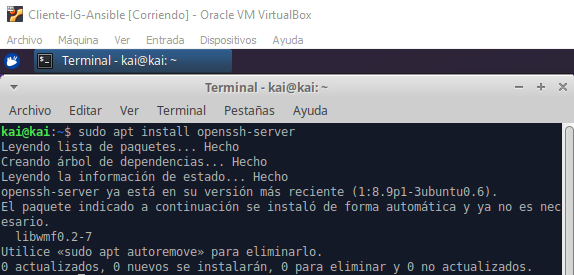 Cliente-IG-Ansible [Corriendo] - Oracle VM VirtualBox
Archivo Máquina Ver Entrada Dispositivos Ayuda
Terminal - kai@kai: ~
Terminal - kai@kai: ~
Archivo Editar Ver Terminal Pestañas Ayuda
kai@kai:~$ sudo apt install openssh-server
Leyendo lista de paquetes... Hecho
Creando árbol de dependencias... Hecho
Leyendo la información de estado... Hecho
openssh-server ya está en su versión más reciente (1:8.9p1-3ubuntu0.6).
El paquete indicado a continuación se instaló de forma automática y ya no es nec
esario.
libwmf0.2-7
Utilice «sudo apt autoremove» para eliminarlo.
0 actualizados, 0 nuevos se instalarán, 0 para eliminar y 0 no actualizados.